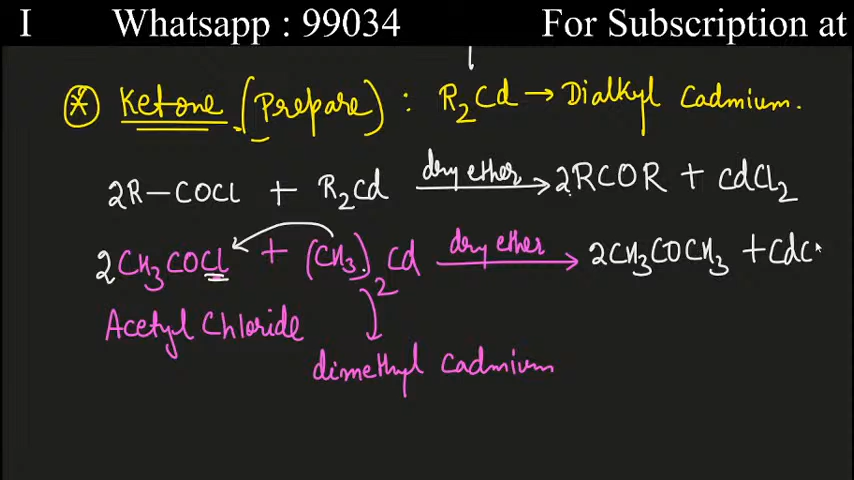 I Whatsapp : 99034 For Subscription at
* Ketone (Prepare) : R₂Cd → Dialkyl Cadmium.
2R-COCl + R₂Cd dry ether → 2RCOR + CdCl₂
2CH₃COCl + (CH₃)₂Cd dry ether → 2CH₃COCH₃ + CdC
Acetyl Chloride
dimethyl Cadmium